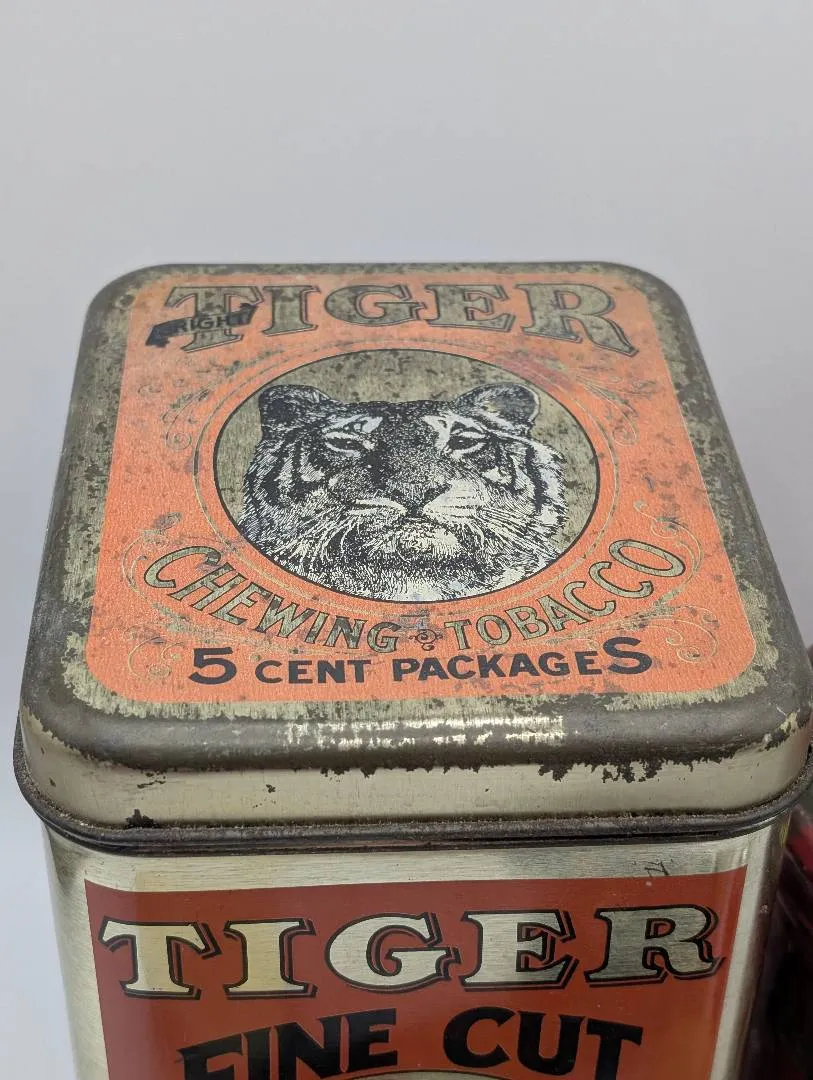 TIGER
BRIGHT
CHEWING TOBACCO
5 CENT PACKAGES
TIGER
FINE CUT